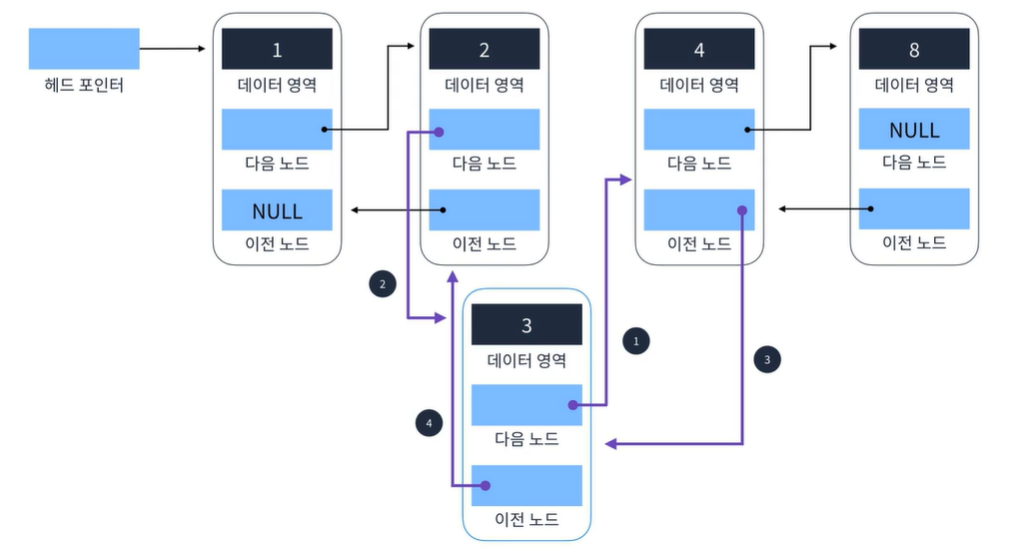 헤드 포인터
1
데이터 영역
다음 노드
NULL
이전 노드
2
데이터 영역
다음 노드
이전 노드
4
데이터 영역
다음 노드
이전 노드
8
데이터 영역
NULL
다음 노드
이전 노드
3
데이터 영역
다음 노드
이전 노드
2
4
1
3